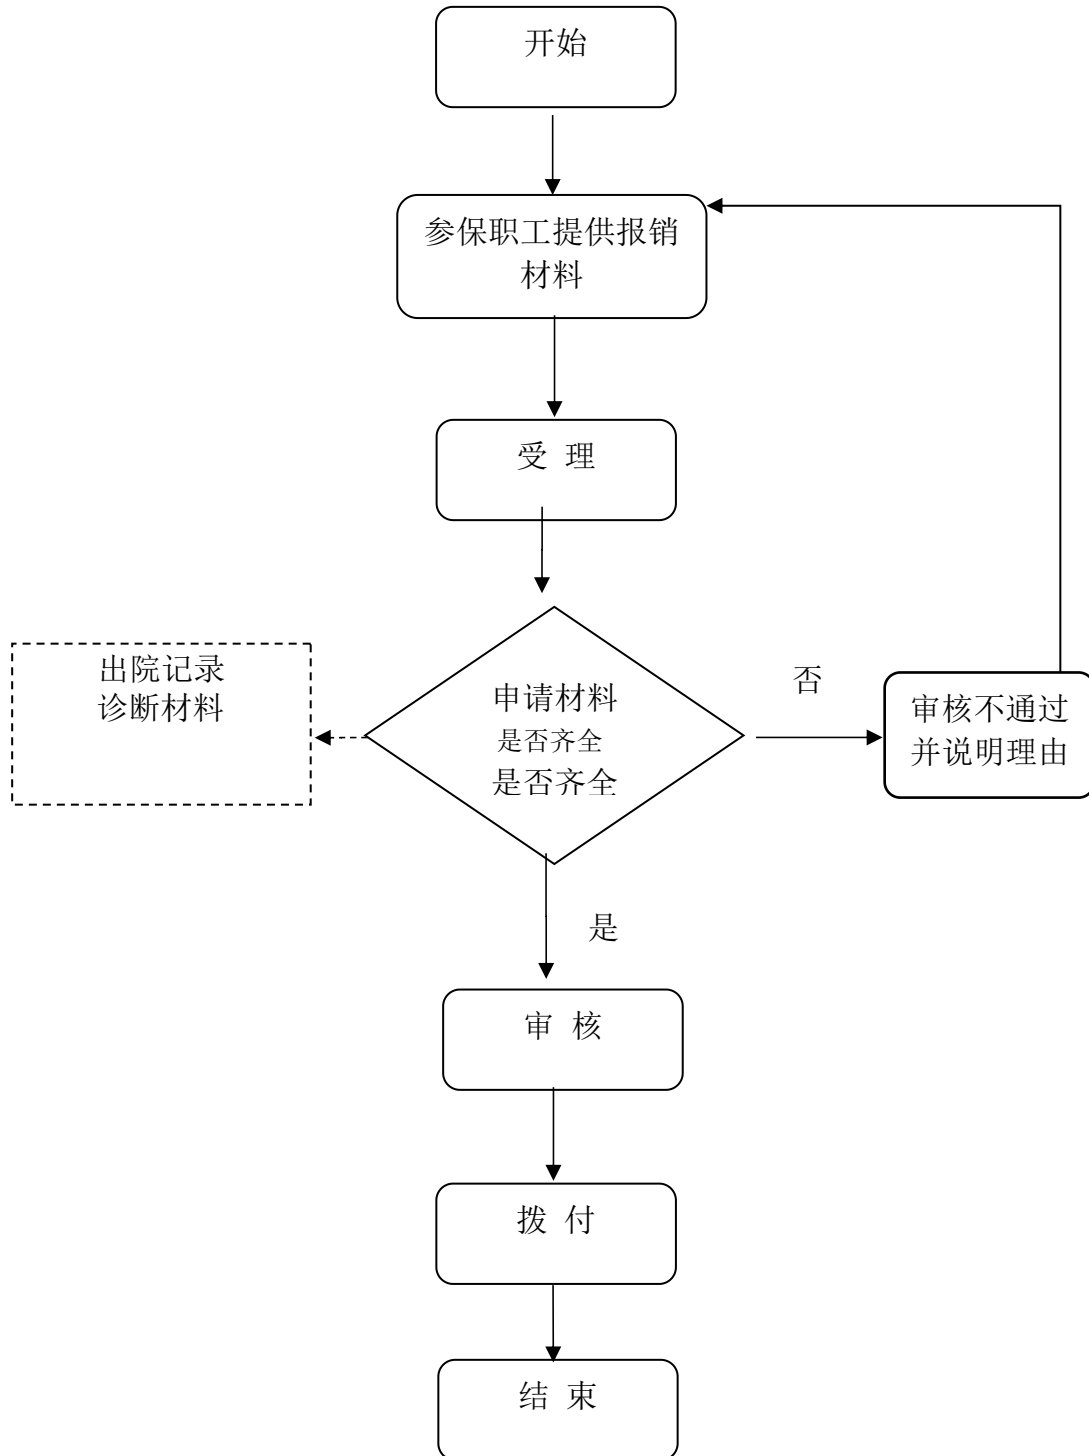 开始
参保职工提供报销
材料
受 理
出院记录
诊断材料
申请材料
是否齐全
是否齐全
否
审核不通过
并说明理由
是
审 核
拨 付
结 束